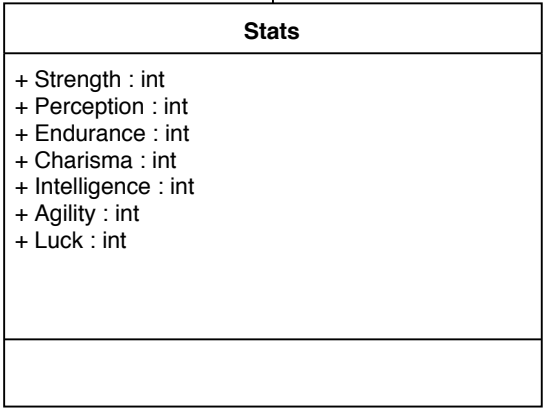 Stats
+ Strength : int
+ Perception : int
+ Endurance : int
+ Charisma : int
+ Intelligence : int
+ Agility : int
+ Luck : int